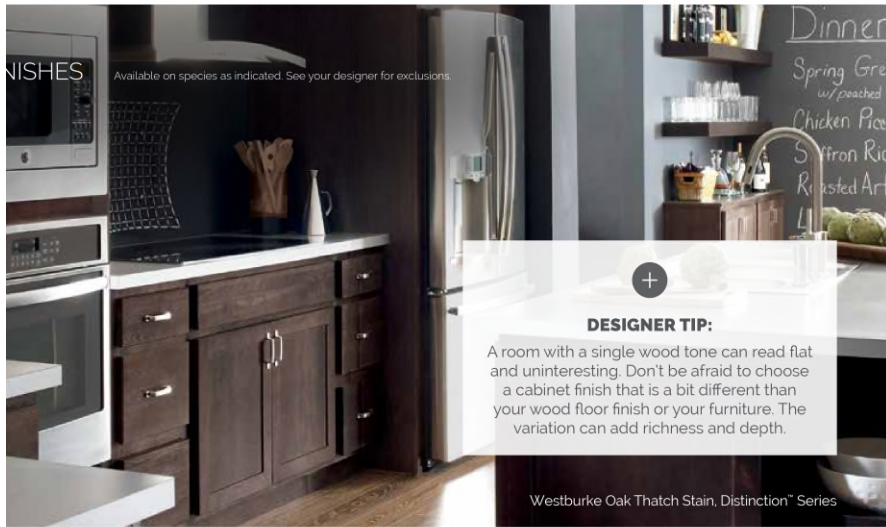 NISHES
Available on species as indicated. See your designer for exclusions.
Dinner
Spring Gre
w/ poached
Chicken Picc
Saffron Ric
Roasted Art
DESIGNER TIP:
A room with a single wood tone can read flat
and uninteresting. Don't be afraid to choose
a cabinet finish that is a bit different than
your wood floor finish or your furniture. The
variation can add richness and depth.
Westburke Oak Thatch Stain, Distinction™ Series